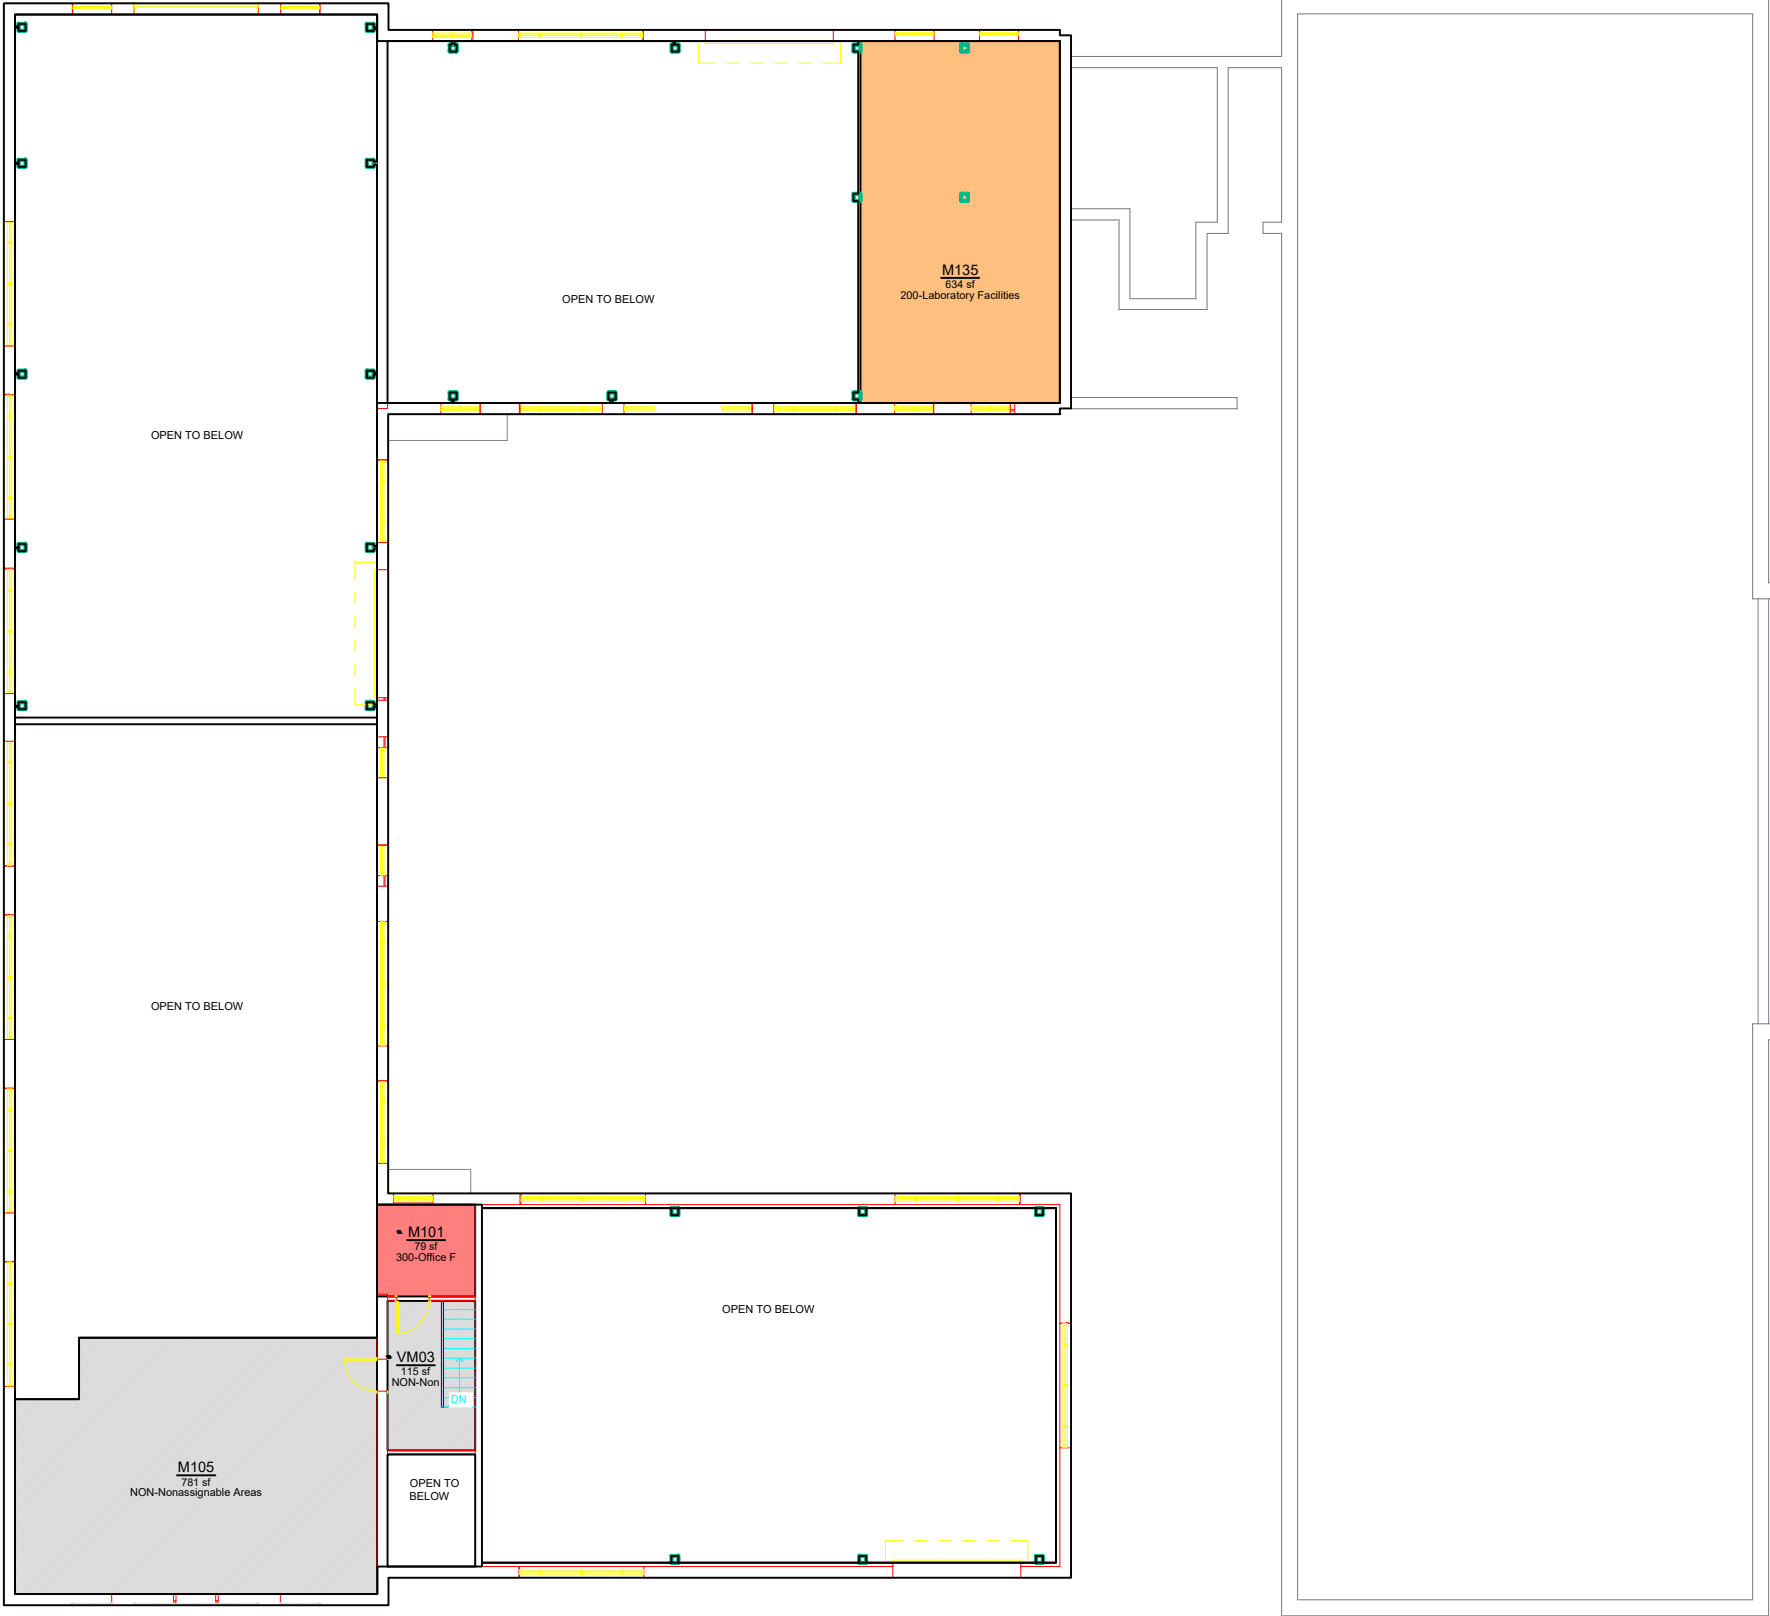 M135
634 sf
200-Laboratory Facilities
OPEN TO BELOW
OPEN TO BELOW
OPEN TO BELOW
M101
79 sf
300-Office F
OPEN TO BELOW
VM03
115 sf
NON-Non
DN
M105
781 sf
NON-Nonassignable Areas
OPEN TO
BELOW